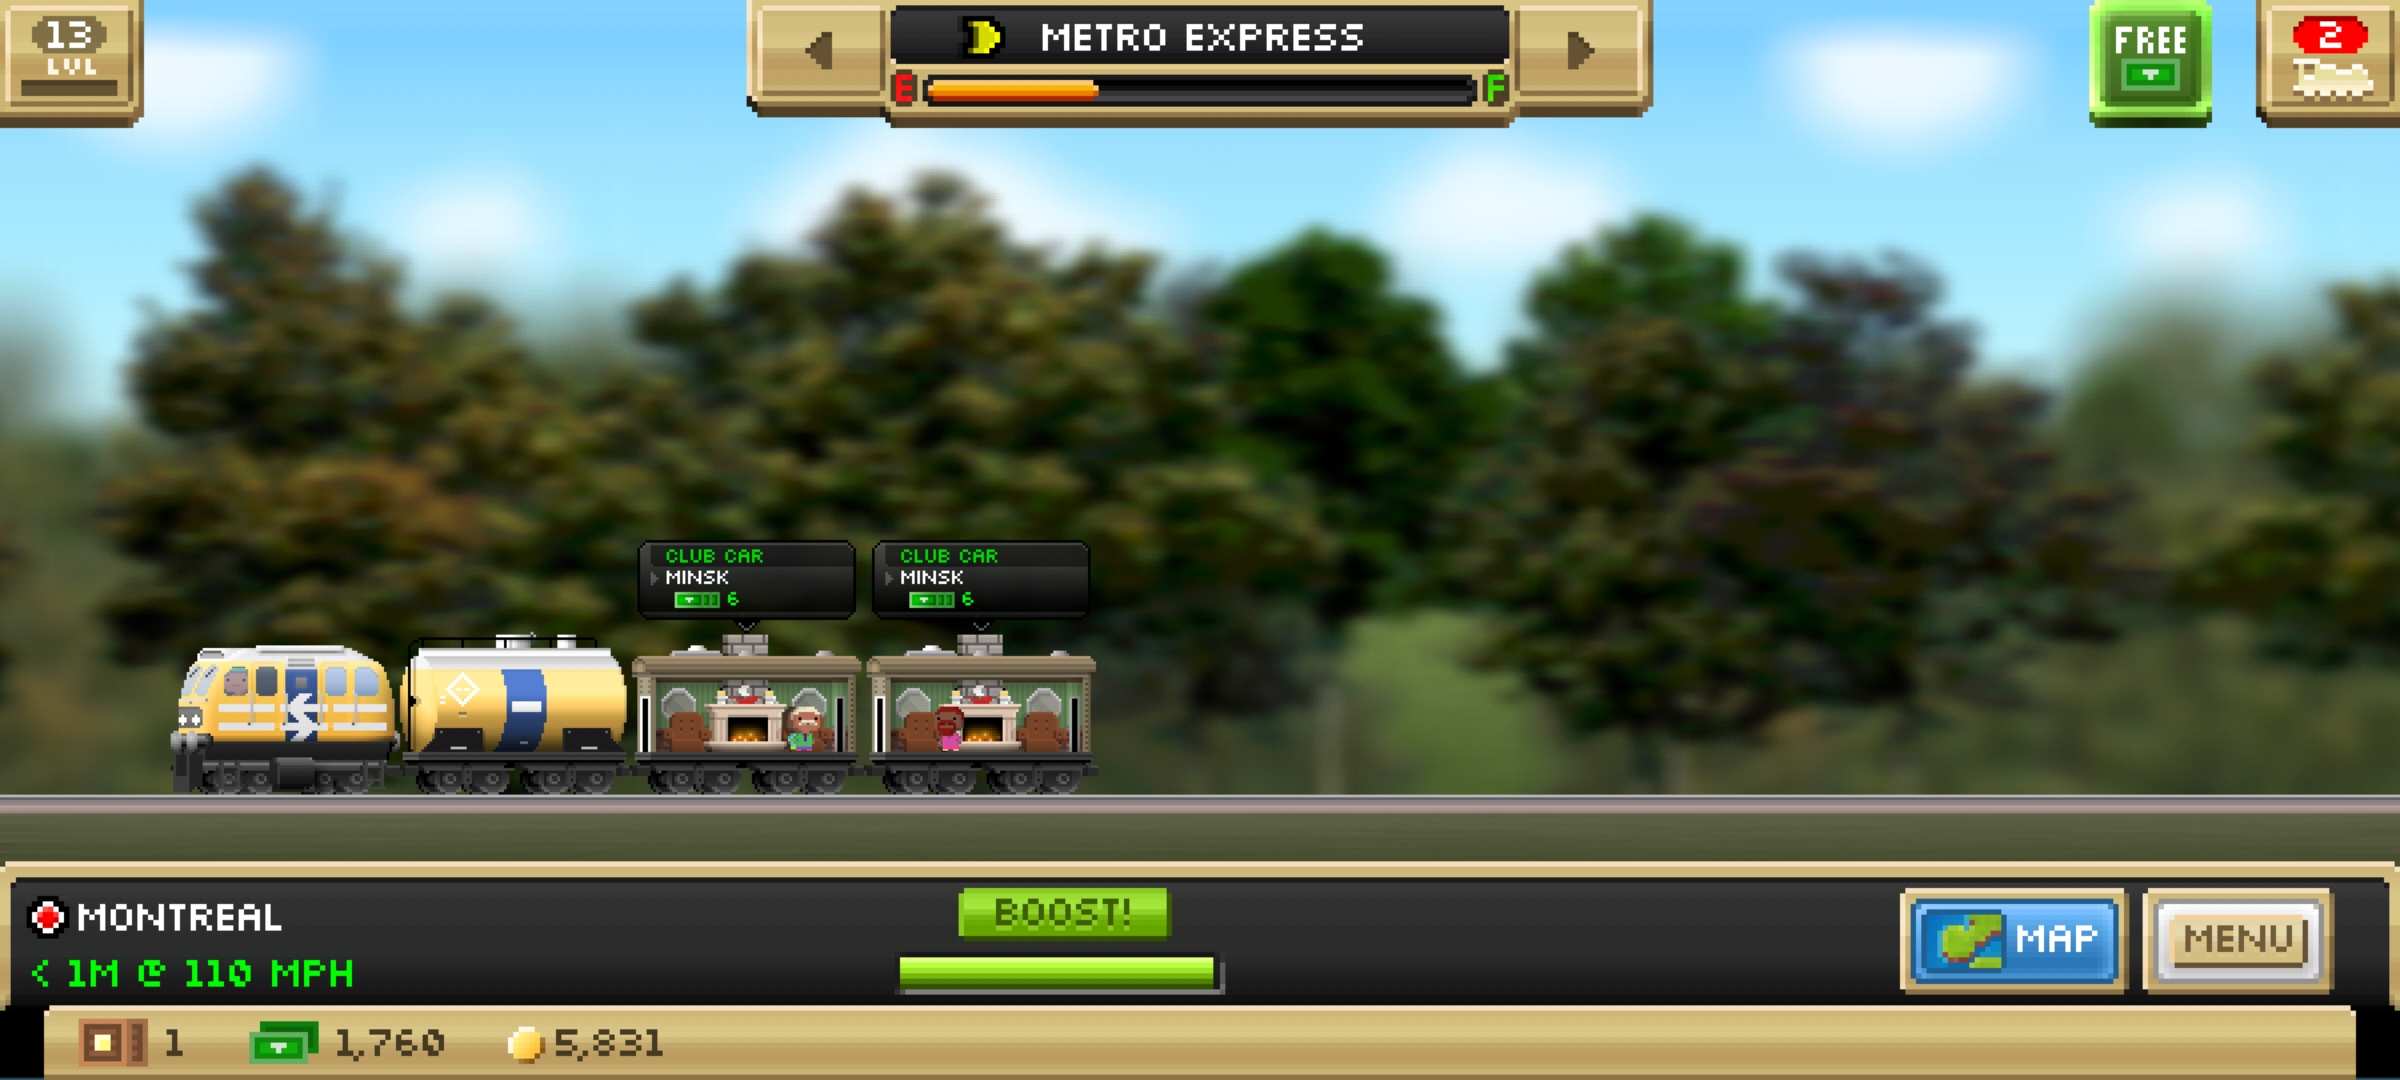 13
LVL
METRO EXPRESS
E
F
FREE
2
CLUB CAR
MINSK
6
CLUB CAR
MINSK
6
MONTREAL
< 1M @ 110 MPH
BOOST!
MAP
MENU
1
1,760
5,831